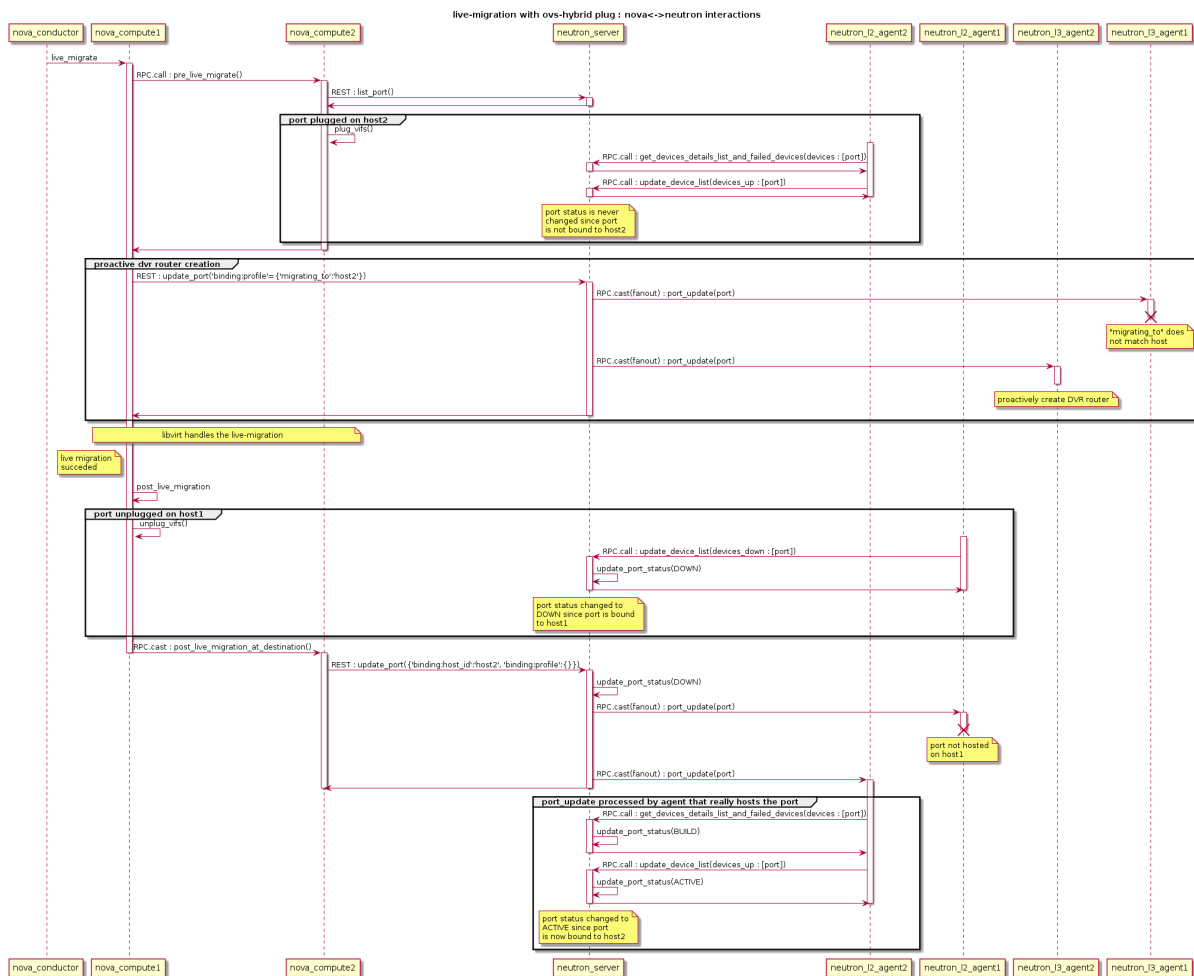 live-migration with ovs-hybrid plug : nova<->neutron interactions
nova_conductor
nova_compute1
nova_compute2
neutron_server
neutron_l2_agent2
neutron_l2_agent1
neutron_l3_agent2
neutron_l3_agent1
live_migrate
RPC.call : pre_live_migrate()
REST : list_port()
port plugged on host2
plug_vifs()
RPC.call : get_devices_details_list_and_failed_devices(devices : [port])
RPC.call : update_device_list(devices_up : [port])
port status is never
changed since port
is not bound to host2
proactive dvr router creation
REST : update_port('binding:profile'= {'migrating_to':'host2'})
RPC.cast(fanout) : port_update(port)
"migrating_to" does
not match host
RPC.cast(fanout) : port_update(port)
proactively create DVR router
libvirt handles the live-migration
live migration
succeded
post_live_migration
port unplugged on host1
unplug_vifs()
RPC.call : update_device_list(devices_down : [port])
update_port_status(DOWN)
port status changed to
DOWN since port is bound
to host1
RPC.cast : post_live_migration_at_destination()
REST : update_port({'binding:host_id':'host2', 'binding:profile':{}})
update_port_status(DOWN)
RPC.cast(fanout) : port_update(port)
port not hosted
on host1
RPC.cast(fanout) : port_update(port)
port_update processed by agent that really hosts the port
RPC.call : get_devices_details_list_and_failed_devices(devices : [port])
update_port_status(BUILD)
RPC.call : update_device_list(devices_up : [port])
update_port_status(ACTIVE)
port status changed to
ACTIVE since port
is now bound to host2
nova_conductor
nova_compute1
nova_compute2
neutron_server
neutron_l2_agent2
neutron_l2_agent1
neutron_l3_agent2
neutron_l3_agent1